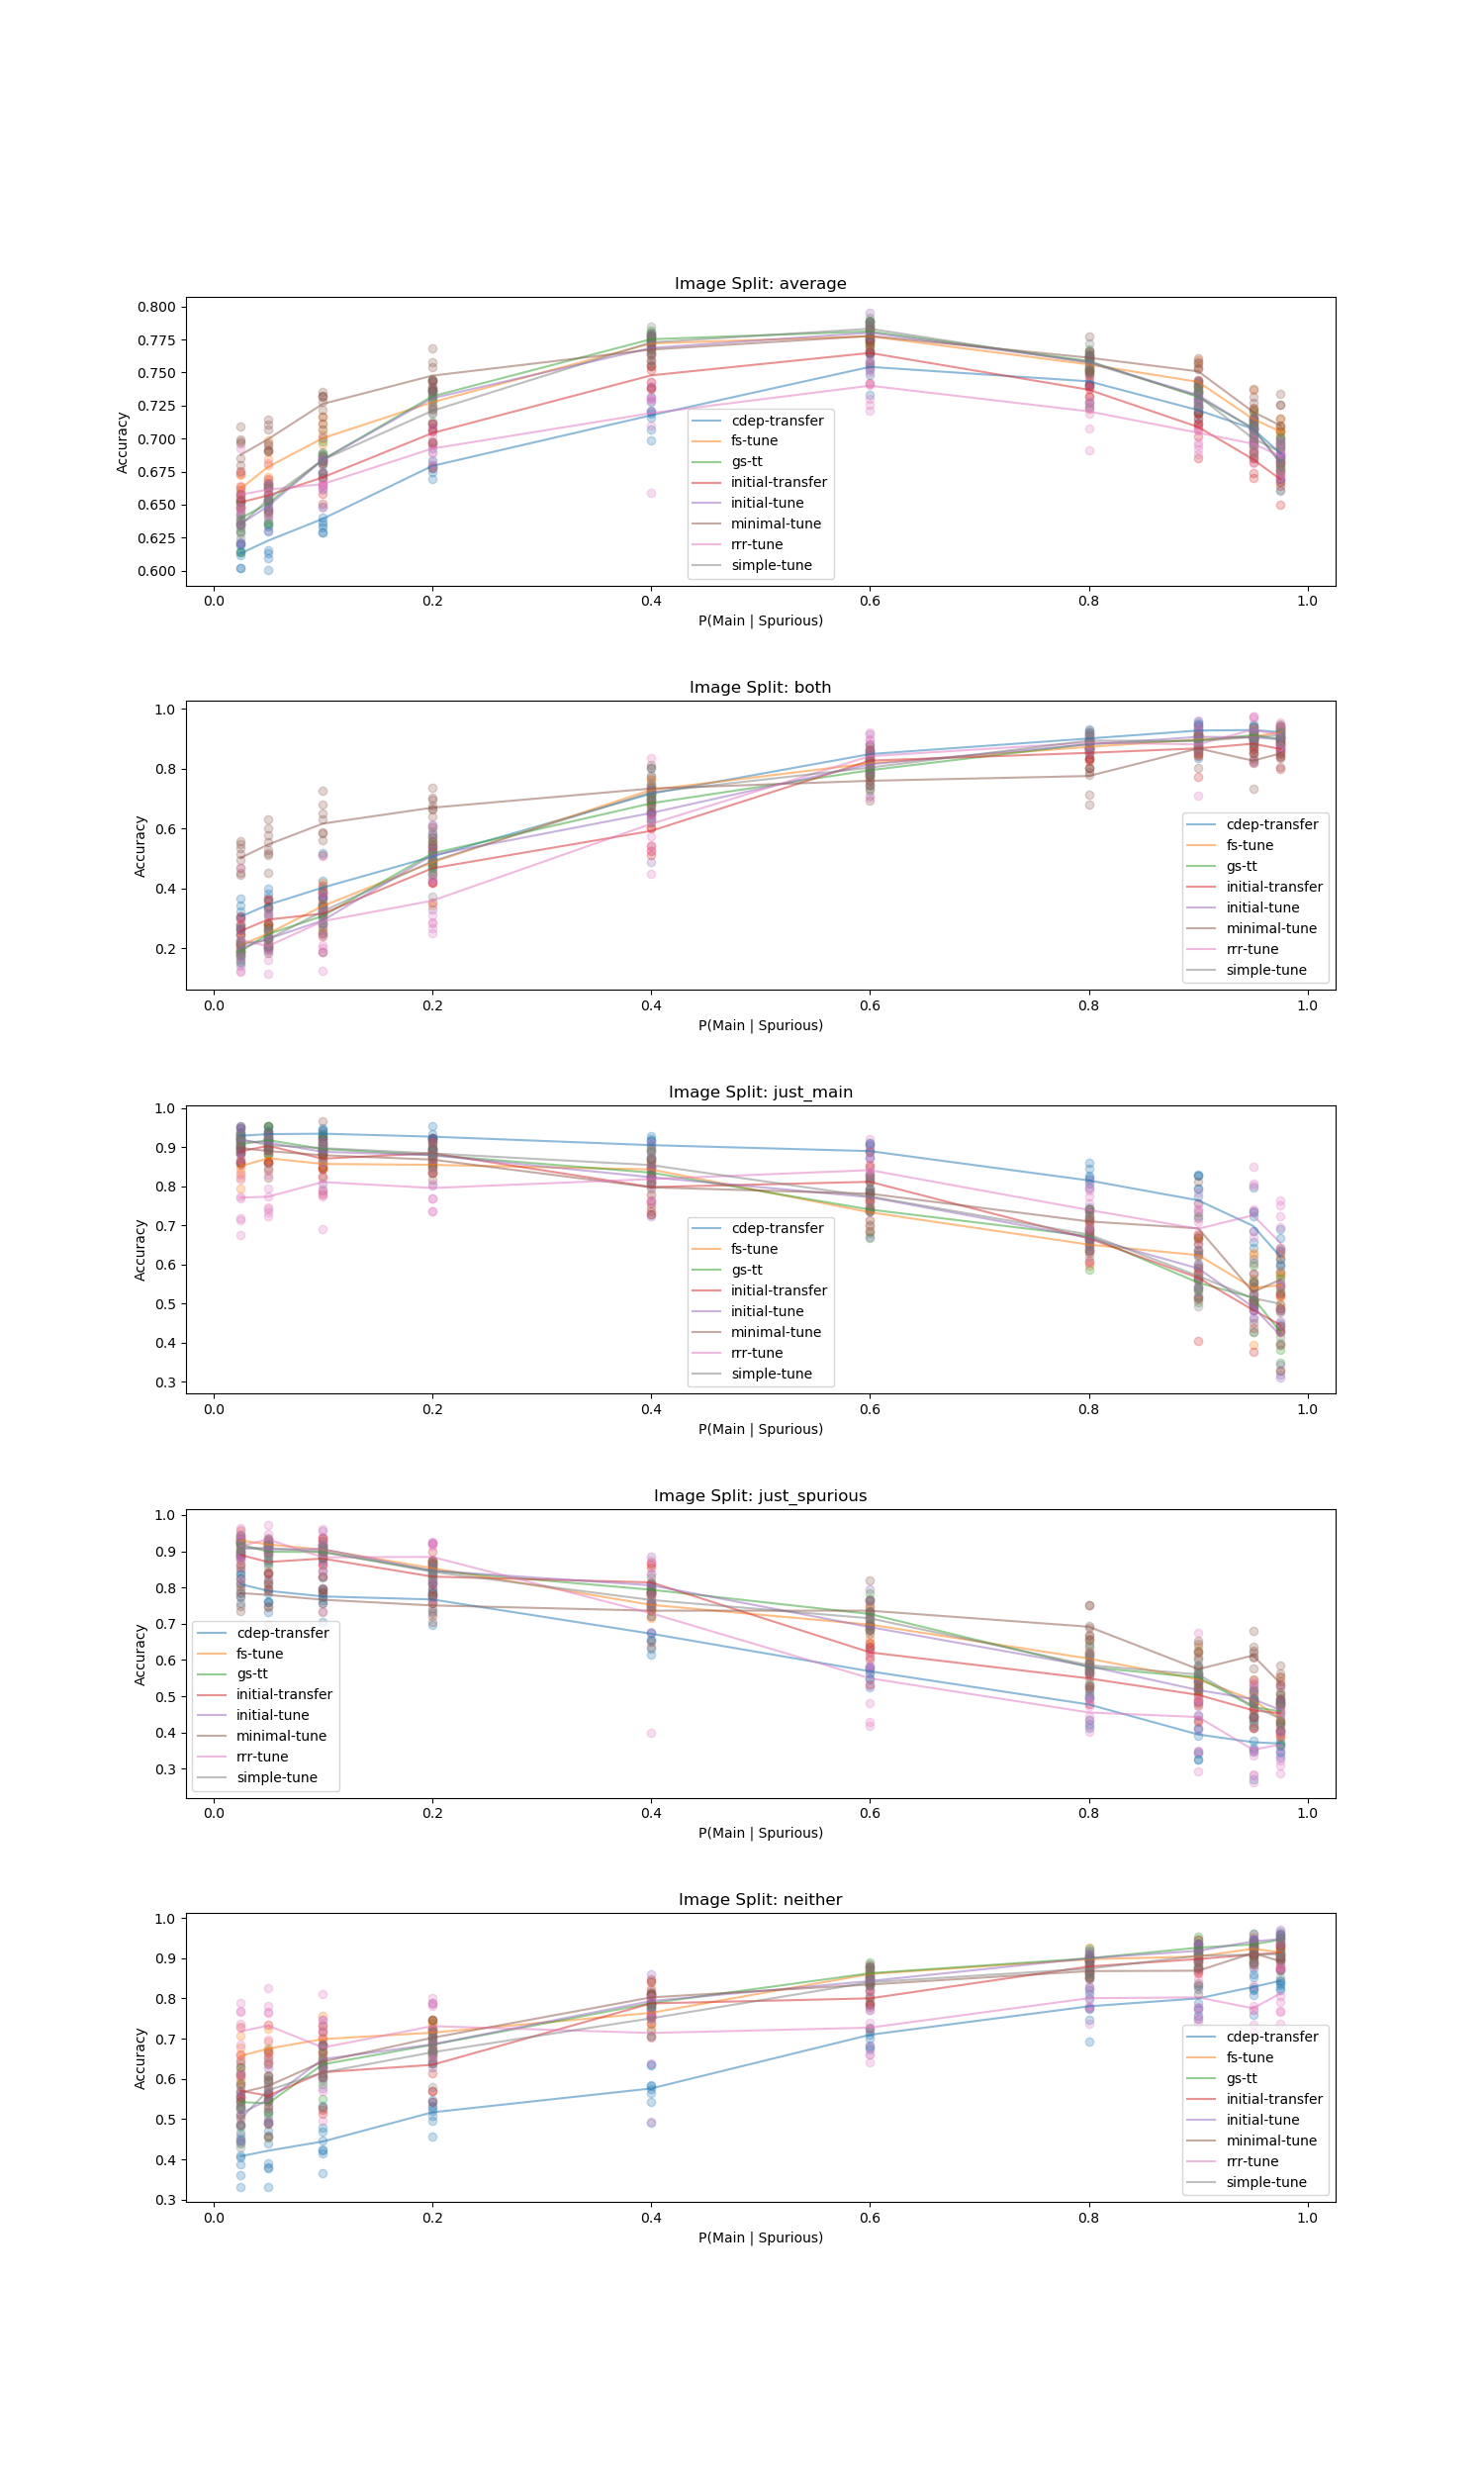 Image Split: average
0.800
0.775
0.750
0.725
0.700
0.675
0.650
0.625
0.600
Accuracy
cdep-transfer
fs-tune
gs-tt
initial-transfer
initial-tune
minimal-tune
rrr-tune
simple-tune
0.0 0.2 0.4 0.6 0.8 1.0
P(Main | Spurious)
Image Split: both
1.0
0.8
0.6
0.4
0.2
Accuracy
cdep-transfer
fs-tune
gs-tt
initial-transfer
initial-tune
minimal-tune
rrr-tune
simple-tune
0.0 0.2 0.4 0.6 0.8 1.0
P(Main | Spurious)
Image Split: just_main
1.0
0.9
0.8
0.7
0.6
0.5
0.4
0.3
Accuracy
cdep-transfer
fs-tune
gs-tt
initial-transfer
initial-tune
minimal-tune
rrr-tune
simple-tune
0.0 0.2 0.4 0.6 0.8 1.0
P(Main | Spurious)
Image Split: just_spurious
1.0
0.9
0.8
0.7
0.6
0.5
0.4
0.3
Accuracy
cdep-transfer
fs-tune
gs-tt
initial-transfer
initial-tune
minimal-tune
rrr-tune
simple-tune
0.0 0.2 0.4 0.6 0.8 1.0
P(Main | Spurious)
Image Split: neither
1.0
0.9
0.8
0.7
0.6
0.5
0.4
0.3
Accuracy
cdep-transfer
fs-tune
gs-tt
initial-transfer
initial-tune
minimal-tune
rrr-tune
simple-tune
0.0 0.2 0.4 0.6 0.8 1.0
P(Main | Spurious)